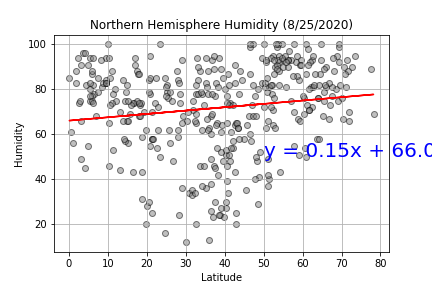 Northern Hemisphere Humidity (8/25/2020)
100
80
60
40
20
Humidity
y = 0.15x + 66.0
0 10 20 30 40 50 60 70 80
Latitude